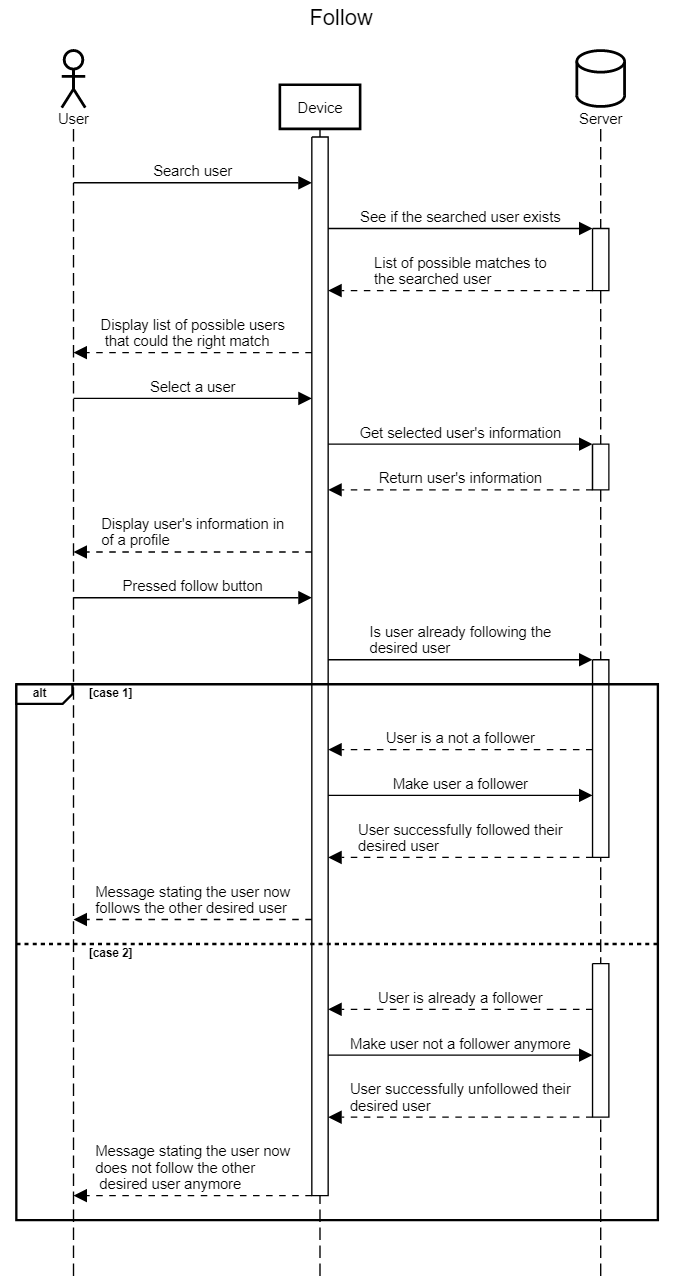 Follow
User
Device
Server
Search user
See if the searched user exists
List of possible matches to
the searched user
Display list of possible users
that could the right match
Select a user
Get selected user's information
Return user's information
Display user's information in
of a profile
Pressed follow button
Is user already following the
desired user
alt
[case 1]
User is a not a follower
Make user a follower
User successfully followed their
desired user
Message stating the user now
follows the other desired user
[case 2]
User is already a follower
Make user not a follower anymore
User successfully unfollowed their
desired user
Message stating the user now
does not follow the other
desired user anymore